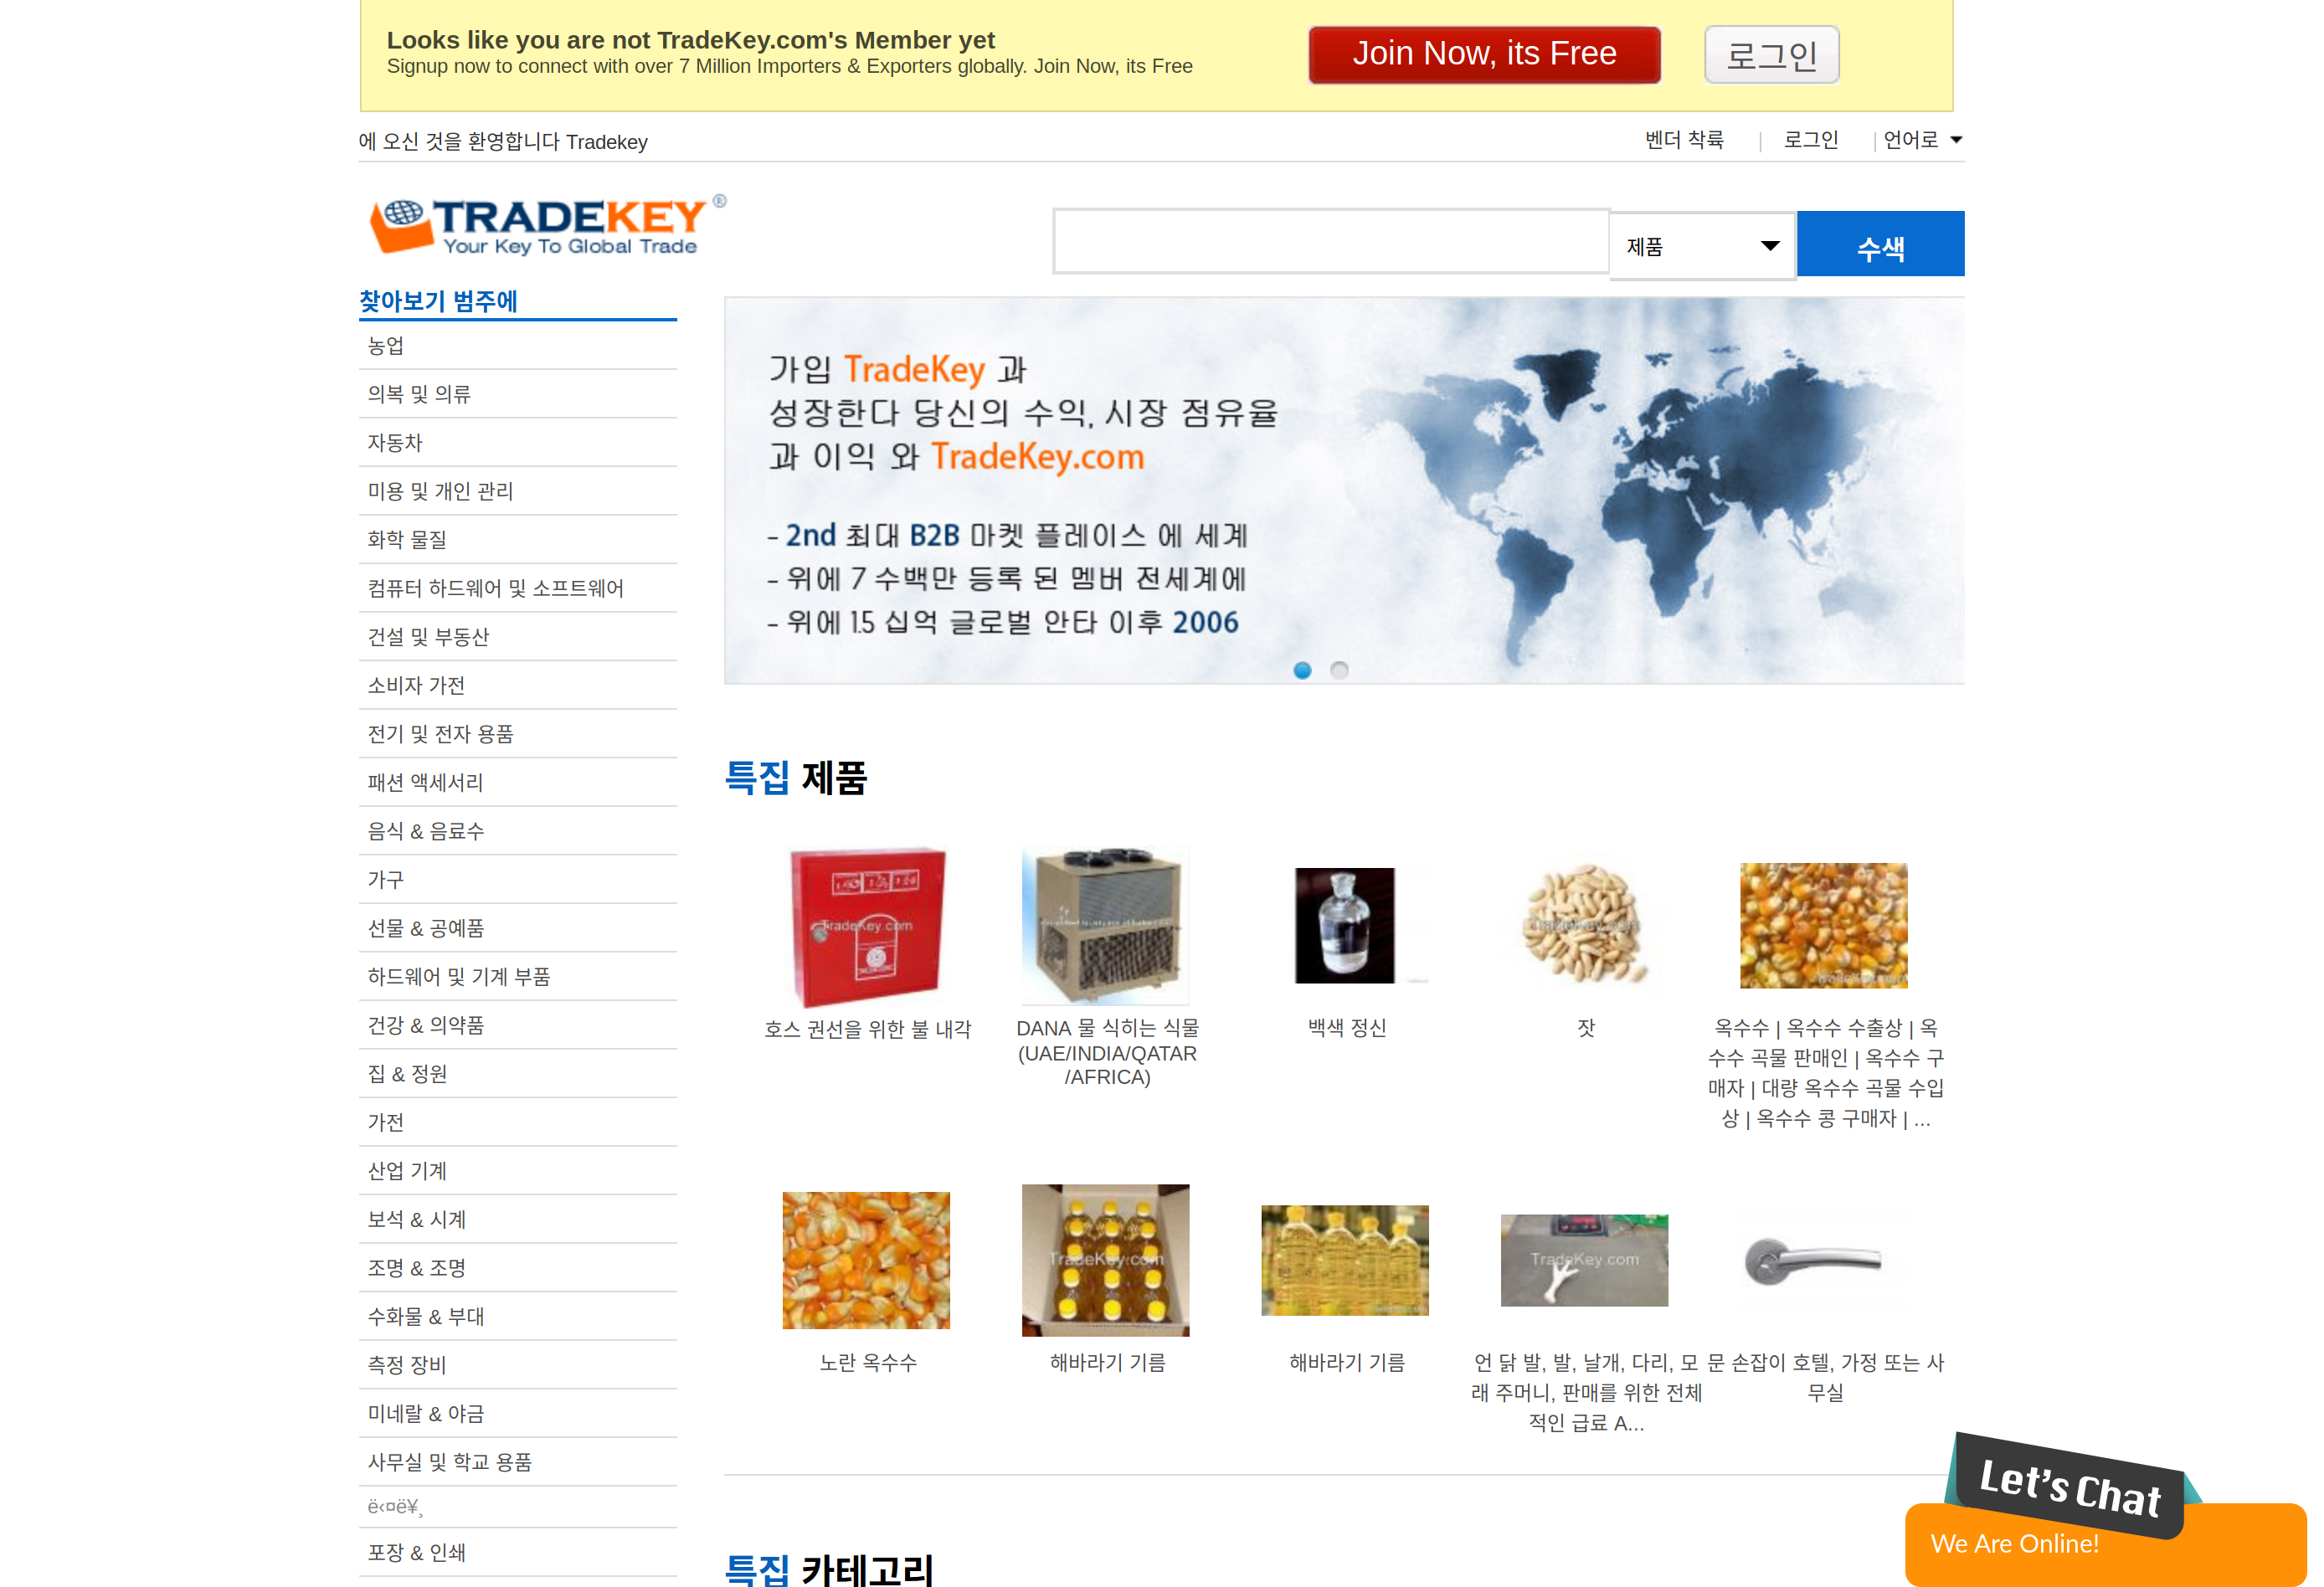 Looks like you are not TradeKey.com's Member yet
Signup now to connect with over 7 Million Importers & Exporters globally. Join Now, its Free
Join Now, its Free
로그인
에 오신 것을 환영합니다 Tradekey
벤더 착륙 | 로그인 | 언어로
TRADEKEY ®
Your Key To Global Trade
제품
수색
찾아보기 범주에
농업
의복 및 의류
자동차
미용 및 개인 관리
화학 물질
컴퓨터 하드웨어 및 소프트웨어
건설 및 부동산
소비자 가전
전기 및 전자 용품
패션 액세서리
음식 & 음료수
가구
선물 & 공예품
하드웨어 및 기계 부품
건강 & 의약품
집 & 정원
가전
산업 기계
보석 & 시계
조명 & 조명
수화물 & 부대
측정 장비
미네랄 & 야금
사무실 및 학교 용품
ë‹¤ë¥¸
포장 & 인쇄
가입 TradeKey 과
성장한다 당신의 수익, 시장 점유율
과 이익 와 TradeKey.com
- 2nd 최대 B2B 마켓 플레이스 에 세계
- 위에 7 수백만 등록 된 멤버 전세계에
- 위에 1.5 십억 글로벌 안타 이후 2006
특집 제품
TradeKey.com
호스 권선을 위한 불 내각
DANA 물 식히는 식물
(UAE/INDIA/QATAR
/AFRICA)
백색 정신
TradeKey.com
잣
옥수수 | 옥수수 수출상 | 옥
수수 곡물 판매인 | 옥수수 구
매자 | 대량 옥수수 곡물 수입
상 | 옥수수 콩 구매자 | ...
노란 옥수수
TradeKey.com
해바라기 기름
해바라기 기름
TradeKey.com
언 닭 발, 발, 날개, 다리, 모
래 주머니, 판매를 위한 전체
적인 급료 A...
문 손잡이 호텔, 가정 또는 사
무실
특집 카테고리
Let's Chat
We Are Online!